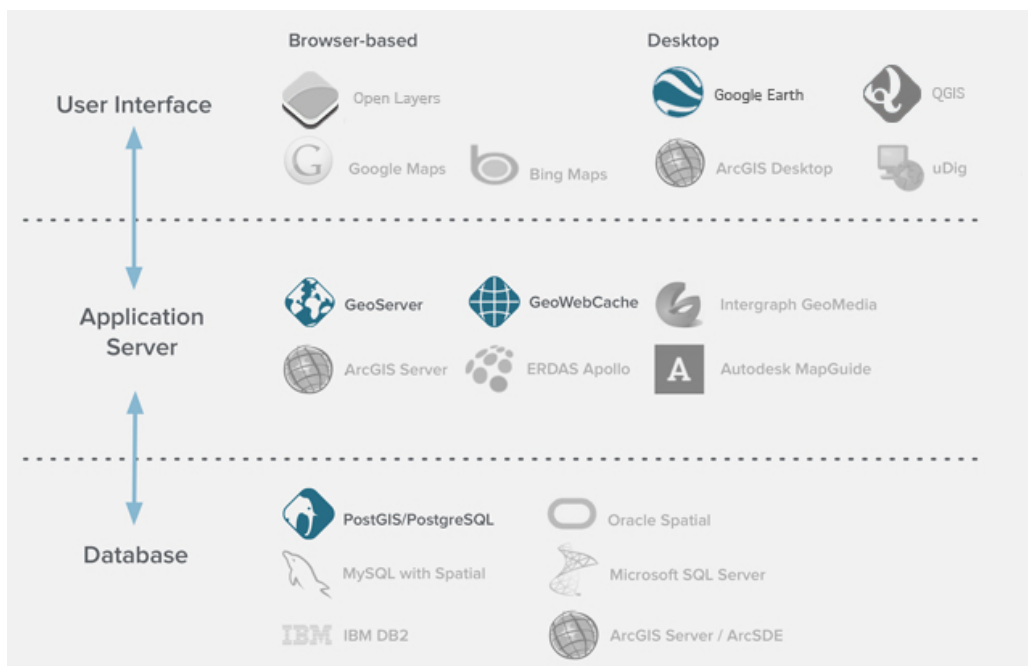 Browser-based
Desktop
User Interface
Open Layers
Google Earth
QGIS
G
Google Maps
b
Bing Maps
ArcGIS Desktop
uDig
Application
Server
GeoServer
GeoWebCache
Intergraph GeoMedia
ArcGIS Server
ERDAS Apollo
A
Autodesk MapGuide
Database
PostGIS/PostgreSQL
Oracle Spatial
MySQL with Spatial
Microsoft SQL Server
IBM IBM DB2
ArcGIS Server / ArcSDE